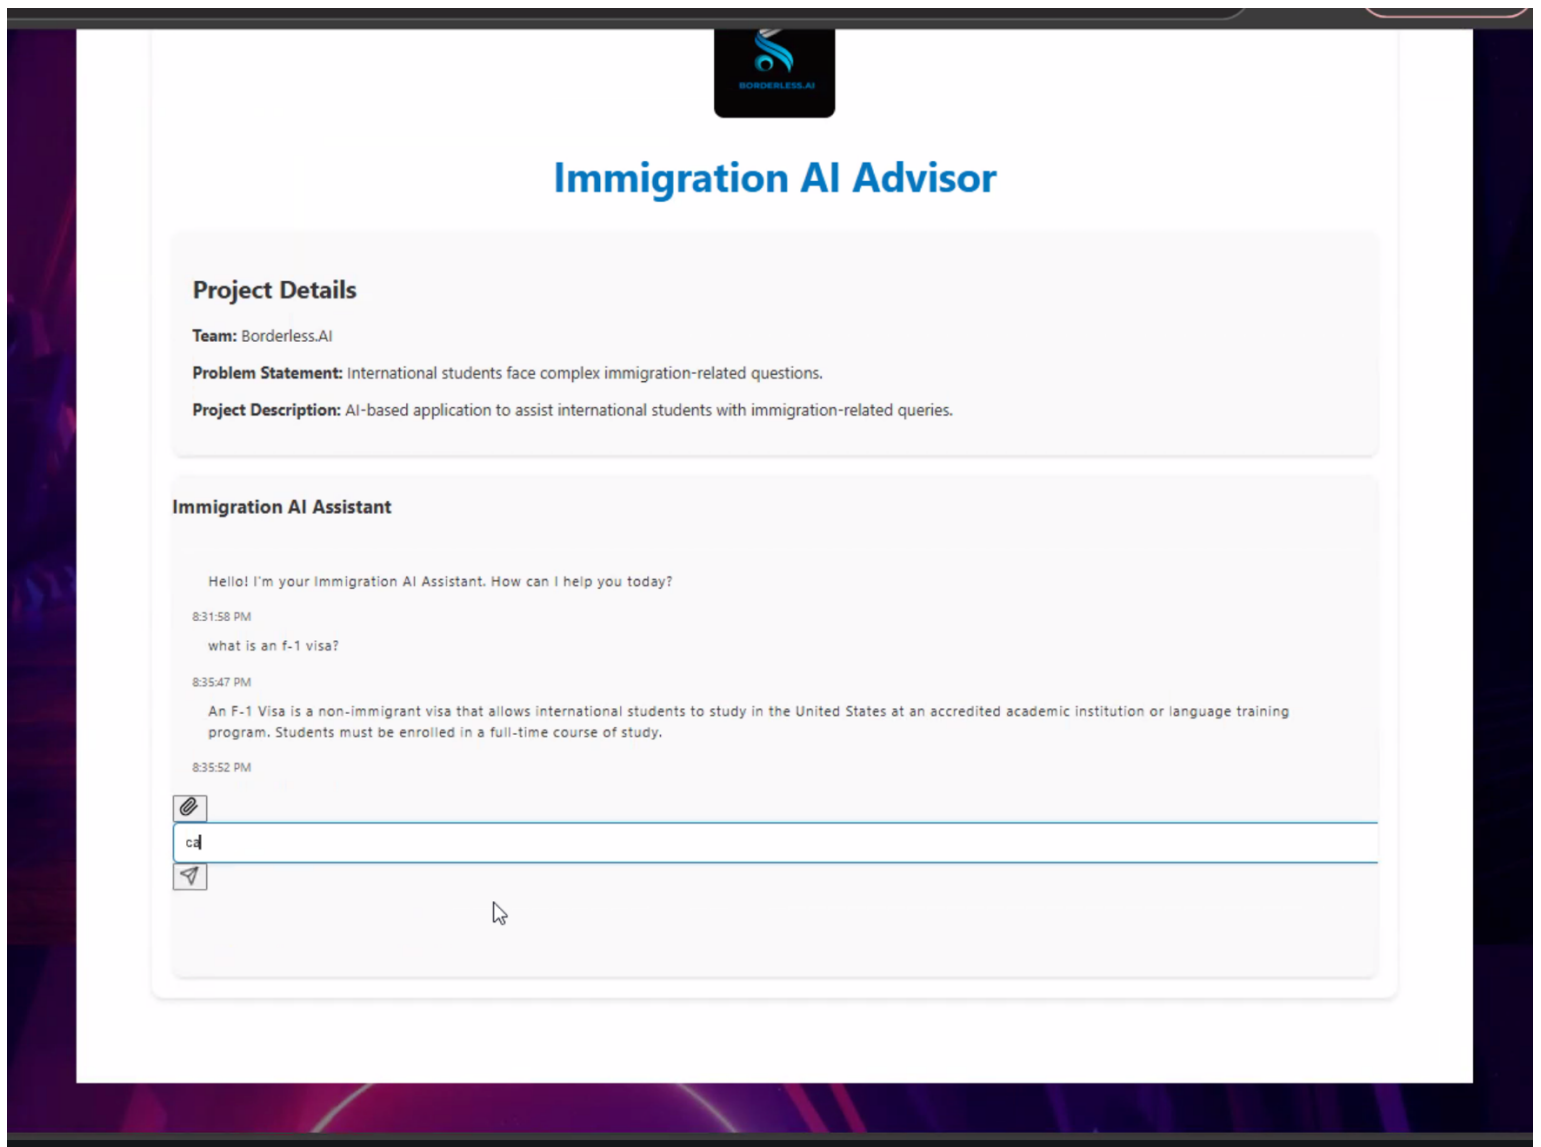 BORDERLESS.AI
Immigration AI Advisor
Project Details
Team: Borderless.AI
Problem Statement: International students face complex immigration-related questions.
Project Description: AI-based application to assist international students with immigration-related queries.
Immigration AI Assistant
Hello! I'm your Immigration AI Assistant. How can I help you today?
8:31:58 PM
what is an f-1 visa?
8:35:47 PM
An F-1 Visa is a non-immigrant visa that allows international students to study in the United States at an accredited academic institution or language training
program. Students must be enrolled in a full-time course of study.
8:35:52 PM
ca